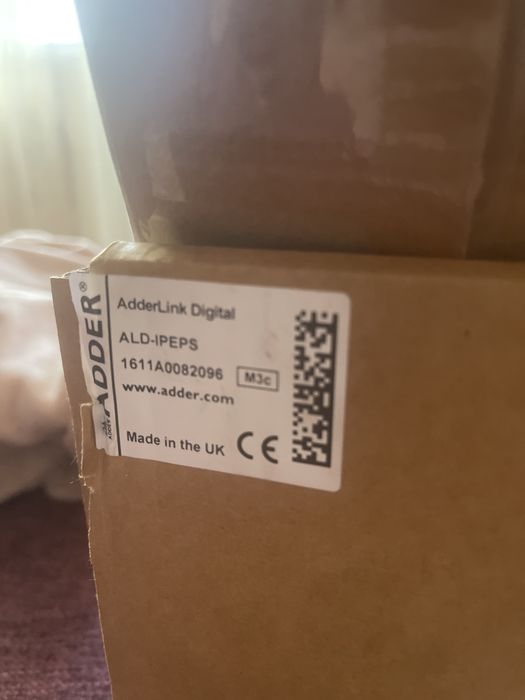 ADDER®
AdderLink Digital
ALD-IPEPS
1611A0082096 M3c
www.adder.com
Made in the UK CE